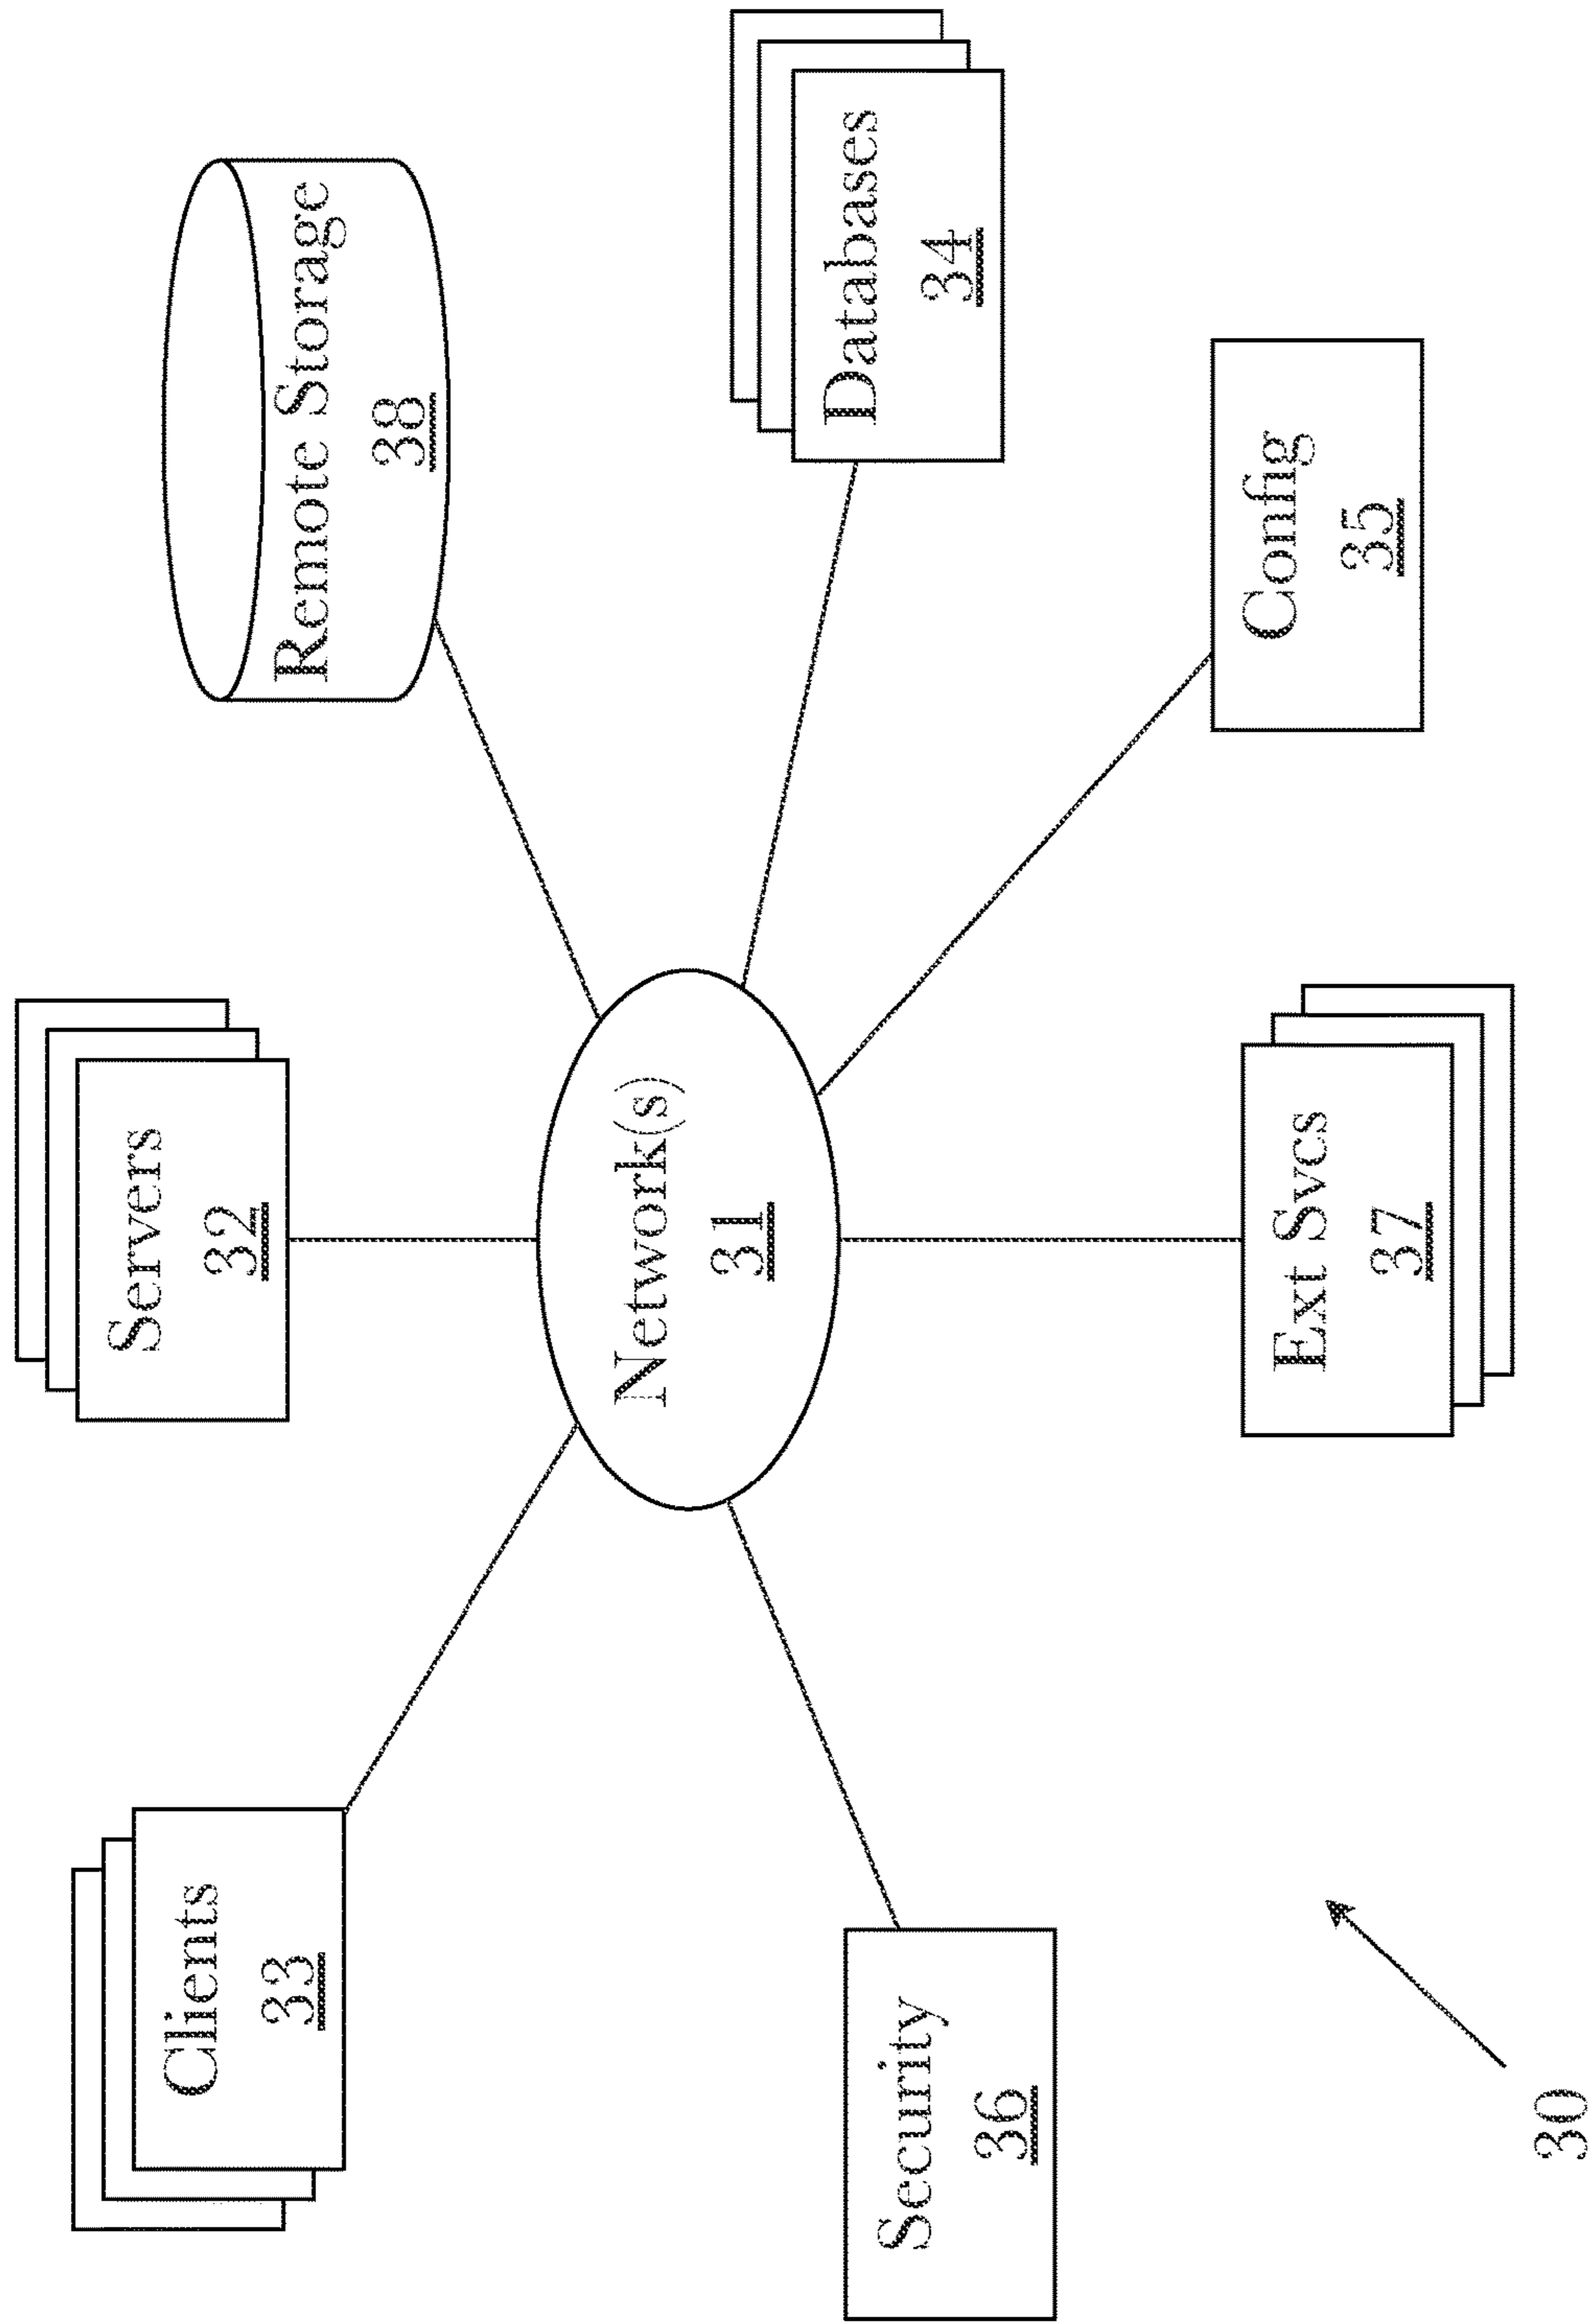 Servers
32
Clients
33
Remote Storage
38
Network(s)
31
Databases
34
Security
36
Ext Svcs
37
Config
35
30